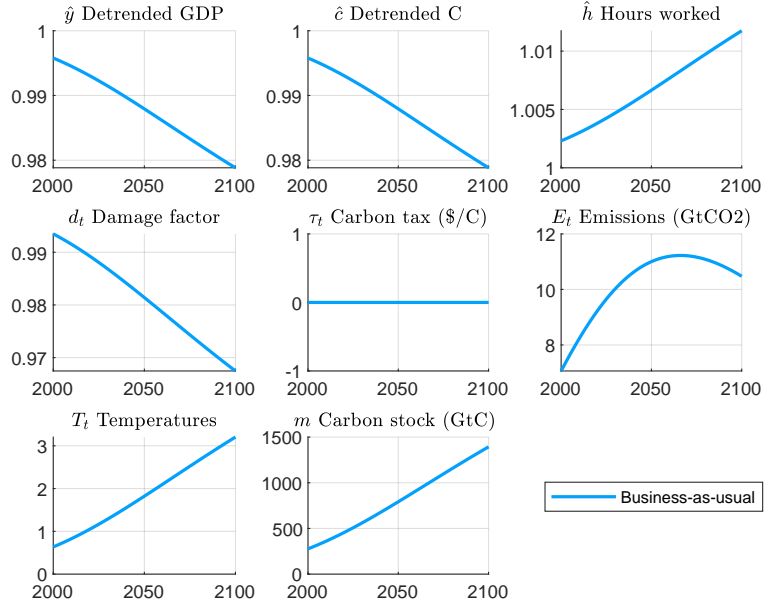 ŷ Detrended GDP
1
0.99
0.98
2000 2050 2100
ĉ Detrended C
1
0.99
0.98
2000 2050 2100
ĥ Hours worked
1.01
1.005
1
2000 2050 2100
d_t Damage factor
0.99
0.98
0.97
2000 2050 2100
τ_t Carbon tax ($/C)
1
0
-1
2000 2050 2100
E_t Emissions (GtCO2)
12
10
8
2000 2050 2100
T_t Temperatures
3
2
1
0
2000 2050 2100
m Carbon stock (GtC)
1500
1000
500
0
2000 2050 2100
Business-as-usual